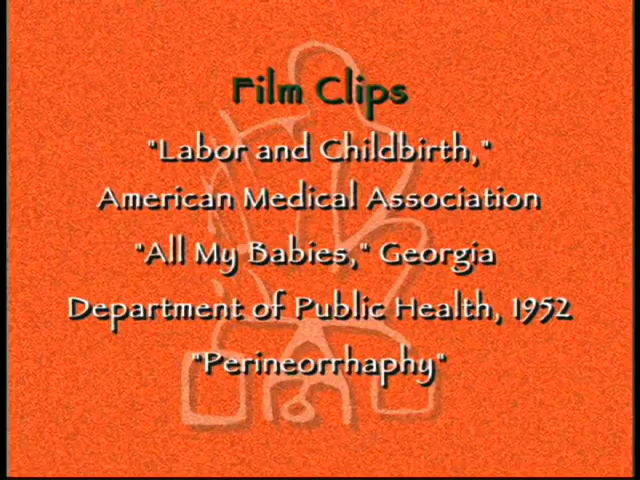 Film Clips
"Labor and Childbirth,"
American Medical Association
"All My Babies," Georgia
Department of Public Health, 1952
"Perineorrhaphy"